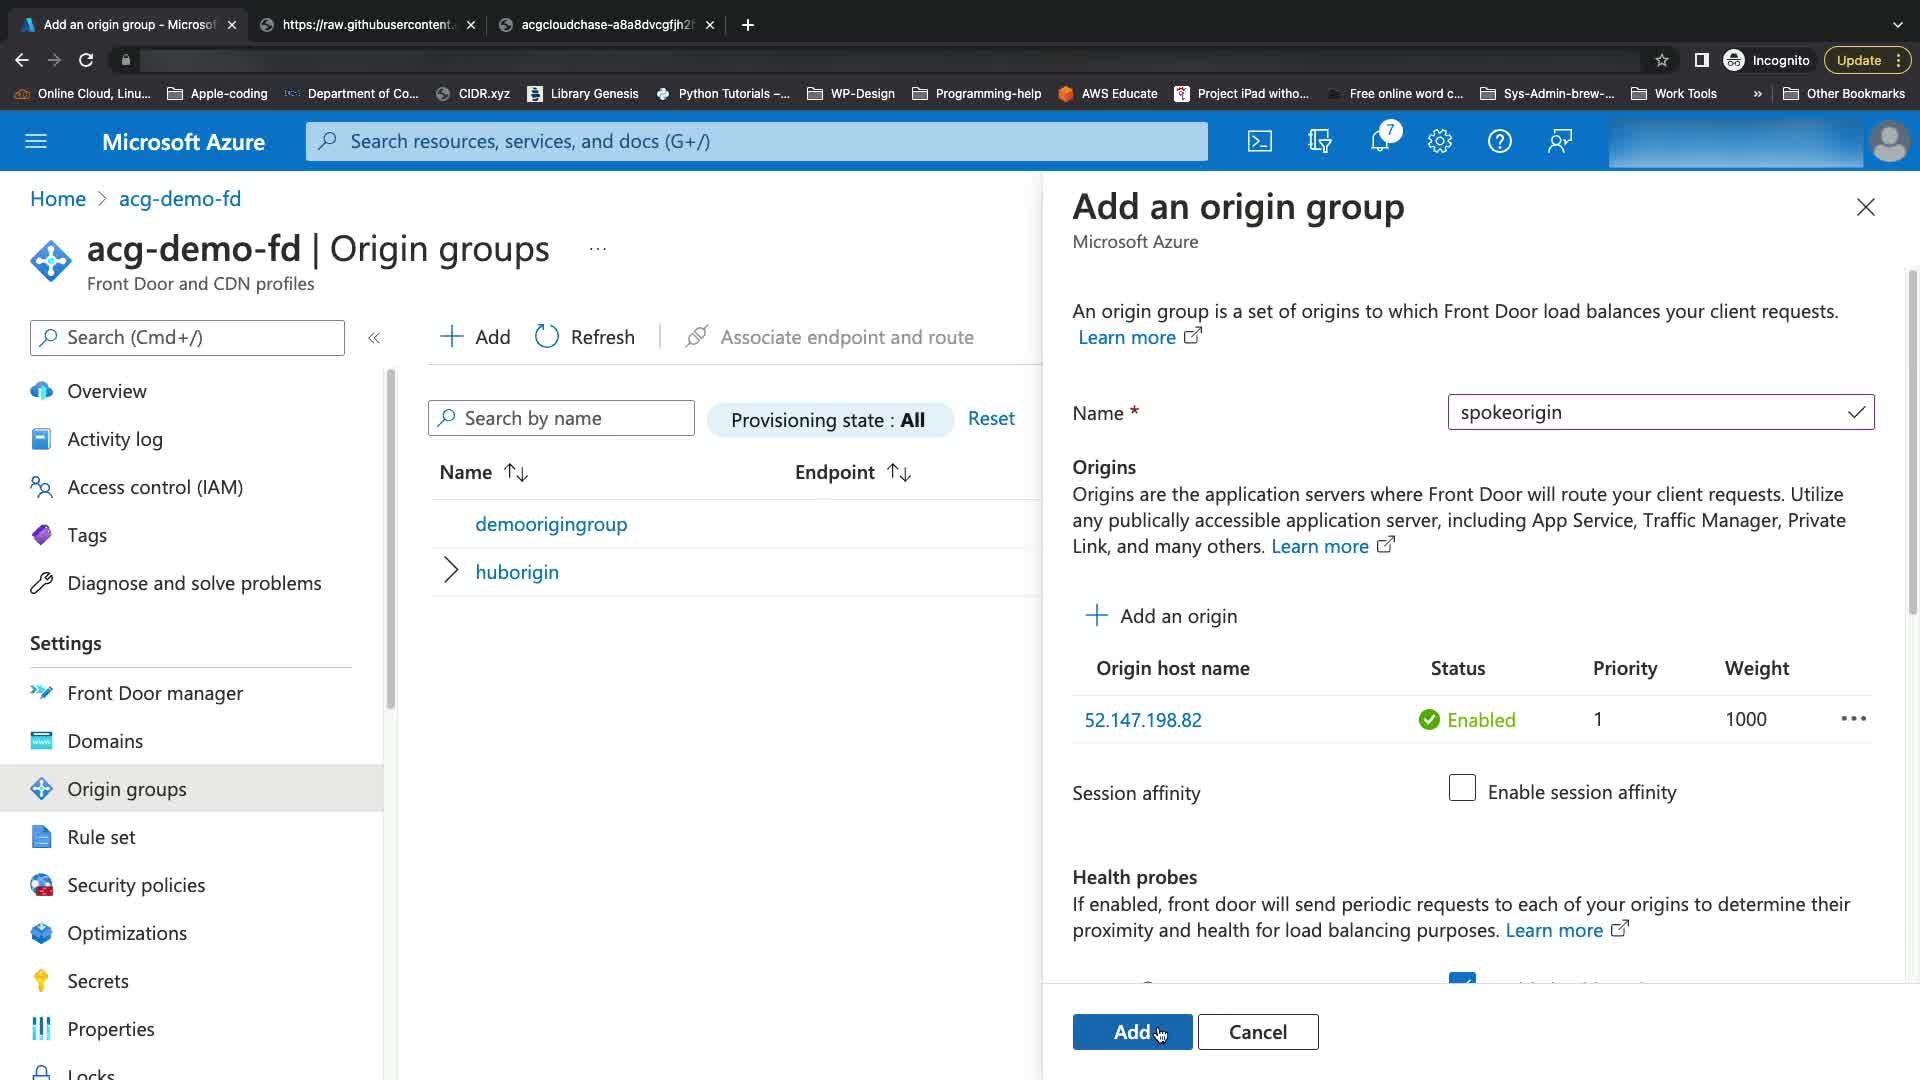 Add an origin group - Microsof
https://raw.githubusercontent.
acgcloudchase-a8a8dvcgfjh2
Incognito
Update
Online Cloud, Linu...
Apple-coding
Department of Co...
CIDR.xyz
Library Genesis
Python Tutorials –...
WP-Design
Programming-help
AWS Educate
Project iPad witho...
Free online word c...
Sys-Admin-brew-...
Work Tools
»
Other Bookmarks
Microsoft Azure
Search resources, services, and docs (G+/)
7
Home > acg-demo-fd
acg-demo-fd | Origin groups ...
Front Door and CDN profiles
Search (Cmd+/)
«
Overview
Activity log
Access control (IAM)
Tags
Diagnose and solve problems
Settings
Front Door manager
Domains
Origin groups
Rule set
Security policies
Optimizations
Secrets
Properties
Locks
Add
Refresh
Associate endpoint and route
Search by name
Provisioning state : All
Reset
Name
Endpoint
demoorigingroup
huborigin
Add an origin group
Microsoft Azure
An origin group is a set of origins to which Front Door load balances your client requests.
Learn more
Name *
spokeorigin
Origins
Origins are the application servers where Front Door will route your client requests. Utilize
any publically accessible application server, including App Service, Traffic Manager, Private
Link, and many others. Learn more
Add an origin
Origin host name Status Priority Weight
52.147.198.82 Enabled 1 1000 ...
Session affinity
Enable session affinity
Health probes
If enabled, front door will send periodic requests to each of your origins to determine their
proximity and health for load balancing purposes. Learn more
Add
Cancel